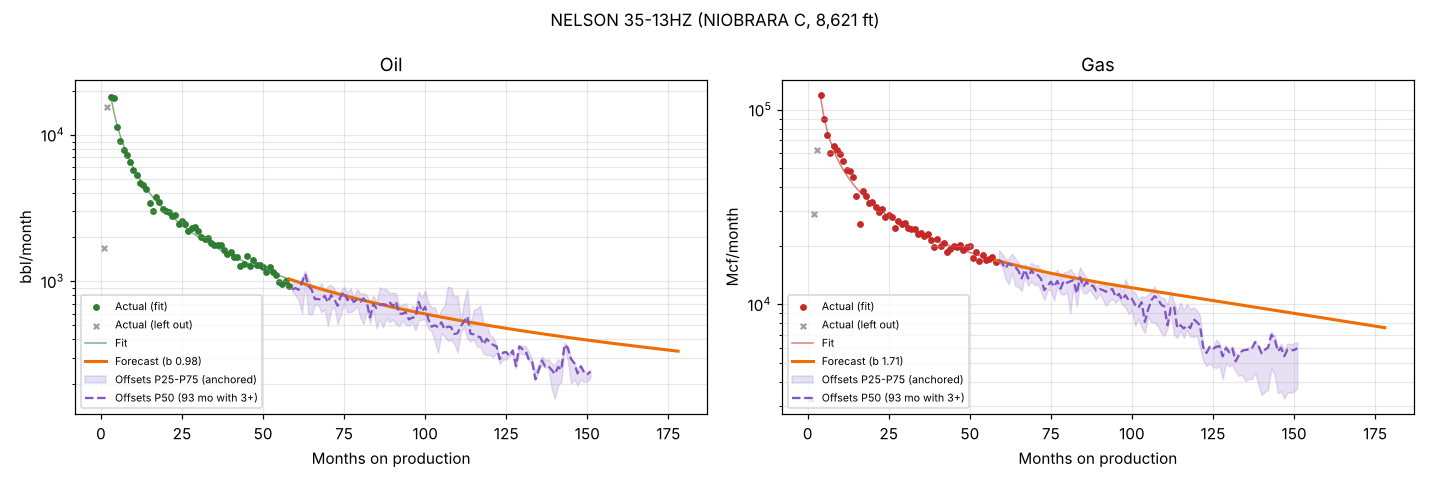 NELSON 35-13HZ (NIOBRARA C, 8,621 ft)
Oil
bbl/month
10^4
10^3
Actual (fit)
Actual (left out)
Fit
Forecast (b 0.98)
Offsets P25-P75 (anchored)
Offsets P50 (93 mo with 3+)
0 25 50 75 100 125 150 175
Months on production
Gas
Mcf/month
10^5
10^4
Actual (fit)
Actual (left out)
Fit
Forecast (b 1.71)
Offsets P25-P75 (anchored)
Offsets P50 (93 mo with 3+)
0 25 50 75 100 125 150 175
Months on production